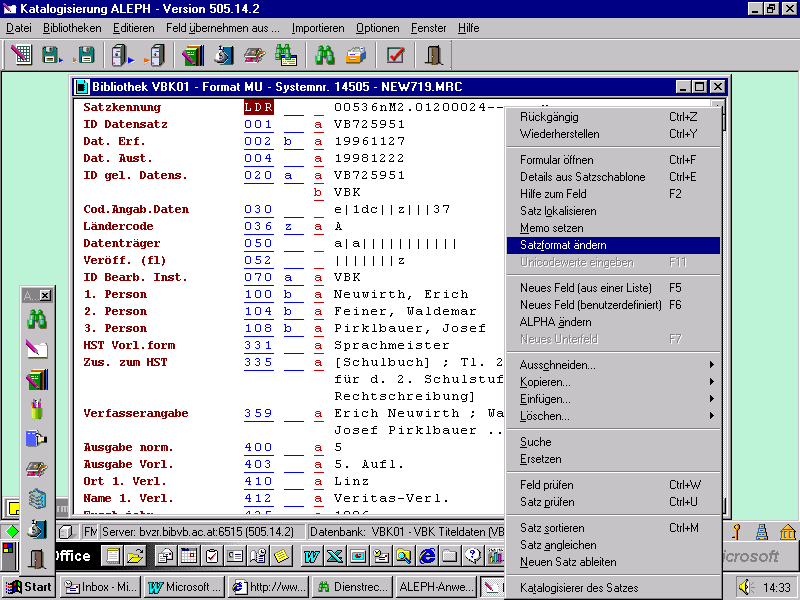 Katalogisierung ALEPH - Version 505.14.2
Datei Bibliotheken Editieren Feld übernehmen aus ... Importieren Optionen Fenster Hilfe
Bibliothek VBK01 - Format MU - Systemnr. 14505 - NEW719.MRC
Satzkennung LDR 00536nM2.01200024--
ID Datensatz 001 a VB725951
Dat. Erf. 002 b a 19961127
Dat. Aust. 004 a 19981222
ID gel. Datens. 020 a a VB725951
b VBK
Cod.Angab.Daten 030 e|1dc||z|||37
Ländercode 036 z a A
Datenträger 050 a|a|||||||||||
Veröff. (fl) 052 |||||||z
ID Bearb. Inst. 070 a a VBK
1. Person 100 b a Neuwirth, Erich
2. Person 104 b a Feiner, Waldemar
3. Person 108 b a Pirklbauer, Josef
HST Vorl.form 331 a Sprachmeister
Zus. zum HST 335 a [Schulbuch] ; Tl. 2
für d. 2. Schulstuf
Rechtschreibung]
Verfasserangabe 359 a Erich Neuwirth ; Wa
Josef Pirklbauer ..
Ausgabe norm. 400 a 5
Ausgabe Vorl. 403 a 5. Aufl.
Ort 1. Verl. 410 a Linz
Name 1. Verl. 412 a Veritas-Verl.
Rückgängig Ctrl+Z
Wiederherstellen Ctrl+Y
Formular öffnen Ctrl+F
Details aus Satzschablone Ctrl+E
Hilfe zum Feld F2
Satz lokalisieren
Memo setzen
Satzformat ändern
Unicodewerte eingeben F11
Neues Feld (aus einer Liste) F5
Neues Feld (benutzerdefiniert) F6
ALPHA ändern
Neues Unterfeld F7
Ausschneiden...
Kopieren...
Einfügen...
Löschen...
Suche
Ersetzen
Feld prüfen Ctrl+W
Satz prüfen Ctrl+U
Satz sortieren Ctrl+M
Satz angleichen
Neuen Satz ableiten
Katalogisierer des Satzes
A...
FM Server: bvzr.bibvb.ac.at:6515 (505.14.2) Datenbank: VBK01 - VBK Titeldaten (VB
Office
icrosoft
Start Inbox - Mi... Microsoft ... http://ww... Dienstrec... ALEPH-Anwe... 14:33